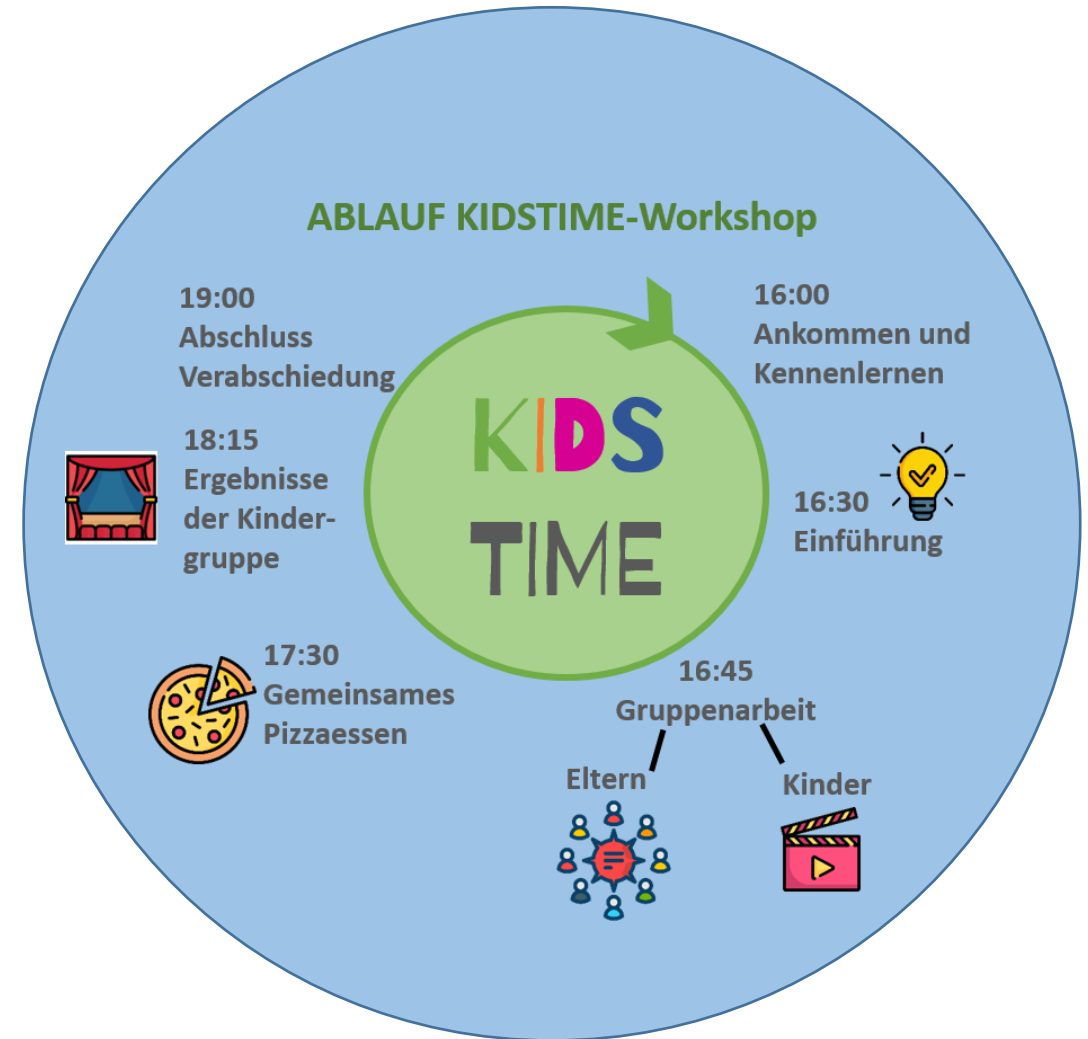 ABLAUF KIDSTIME-Workshop
16:00
Ankommen und
Kennenlernen
16:30
Einführung
16:45
Gruppenarbeit
Eltern
Kinder
17:30
Gemeinsames
Pizzaessen
18:15
Ergebnisse
der Kinder-
gruppe
19:00
Abschluss
Verabschiedung
KIDS
TIME